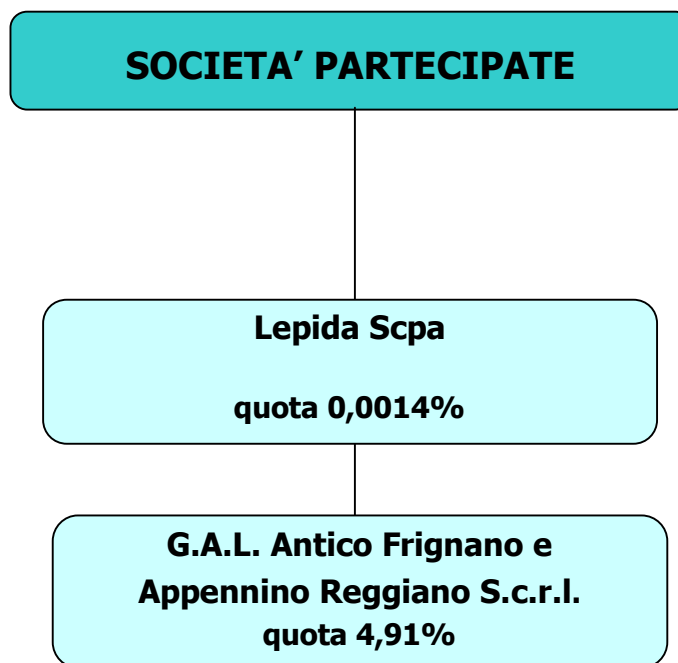 SOCIETA’ PARTECIPATE
Lepida Scpa
quota 0,0014%
G.A.L. Antico Frignano e
Appennino Reggiano S.c.r.l.
quota 4,91%